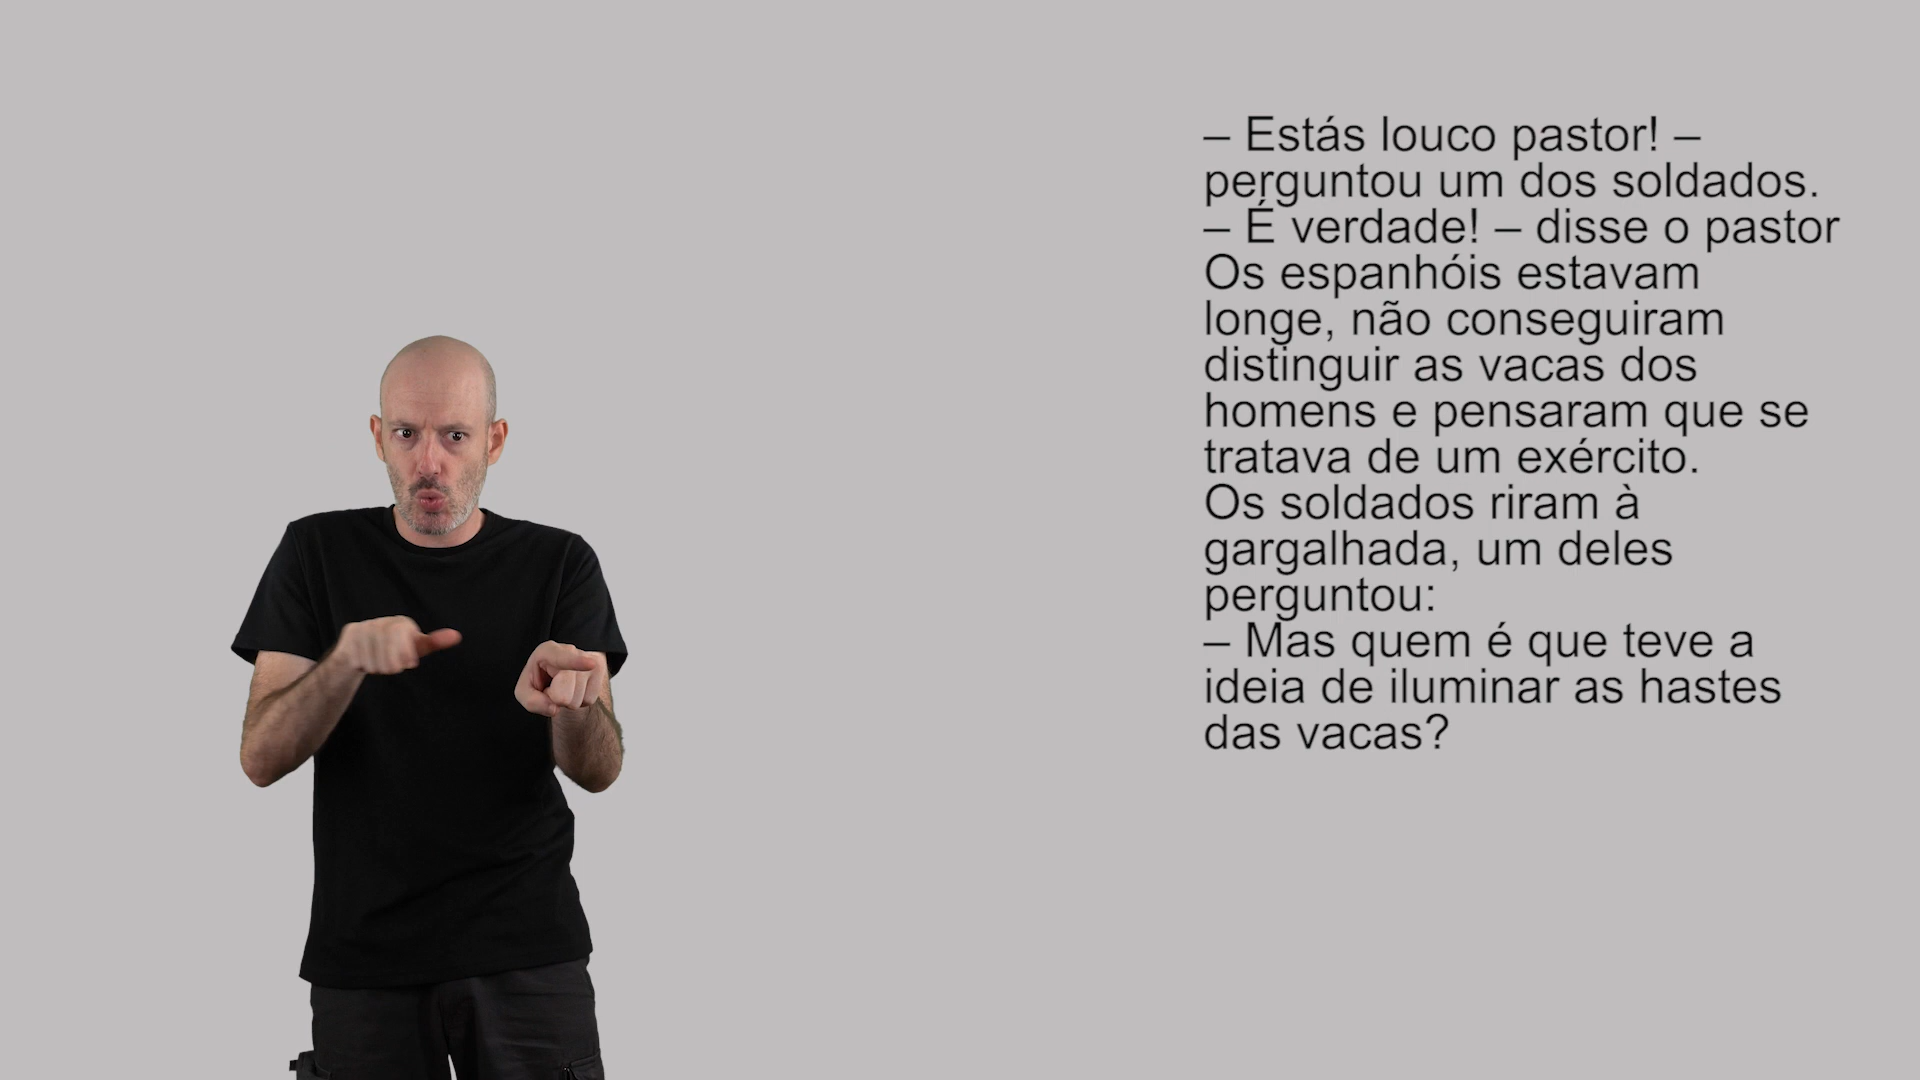 – Estás louco pastor! –
perguntou um dos soldados.
– É verdade! – disse o pastor
Os espanhóis estavam
longe, não conseguiram
distinguir as vacas dos
homens e pensaram que se
tratava de um exército.
Os soldados riram à
gargalhada, um deles
perguntou:
– Mas quem é que teve a
ideia de iluminar as hastes
das vacas?